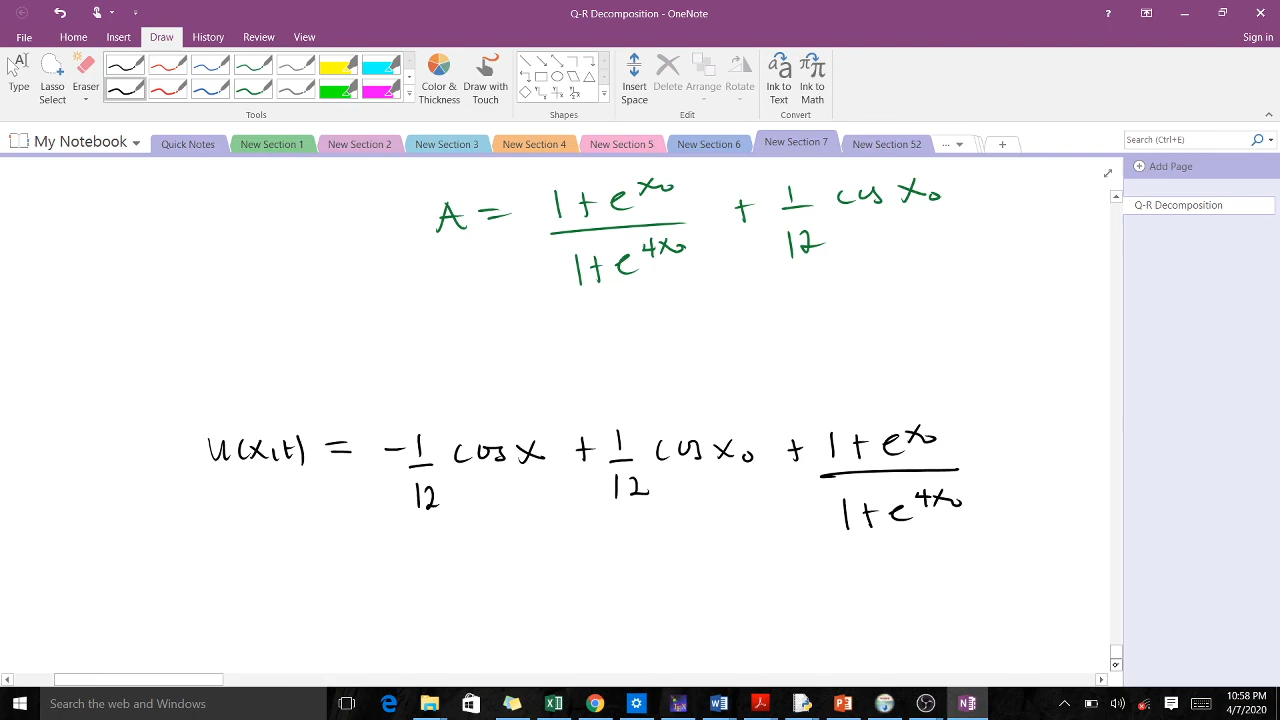 Q-R Decomposition - OneNote
File Home Insert Draw History Review View Sign in
Type Lasso Select Eraser Color & Thickness Draw with Touch Insert Space Delete Arrange Rotate Ink to Text Ink to Math
Tools Shapes Edit Convert
My Notebook Quick Notes New Section 1 New Section 2 New Section 3 New Section 4 New Section 5 New Section 6 New Section 7 New Section 52 ... Search (Ctrl+E)
Add Page
Q-R Decomposition
A = (1+e^{x₀})/(1+e^{4x₀}) + 1/12 cos x₀
u(x,t) = -1/12 cos x + 1/12 cos x₀ + (1+e^{x₀})/(1+e^{4x₀})
Search the web and Windows
10:58 PM
4/7/2020